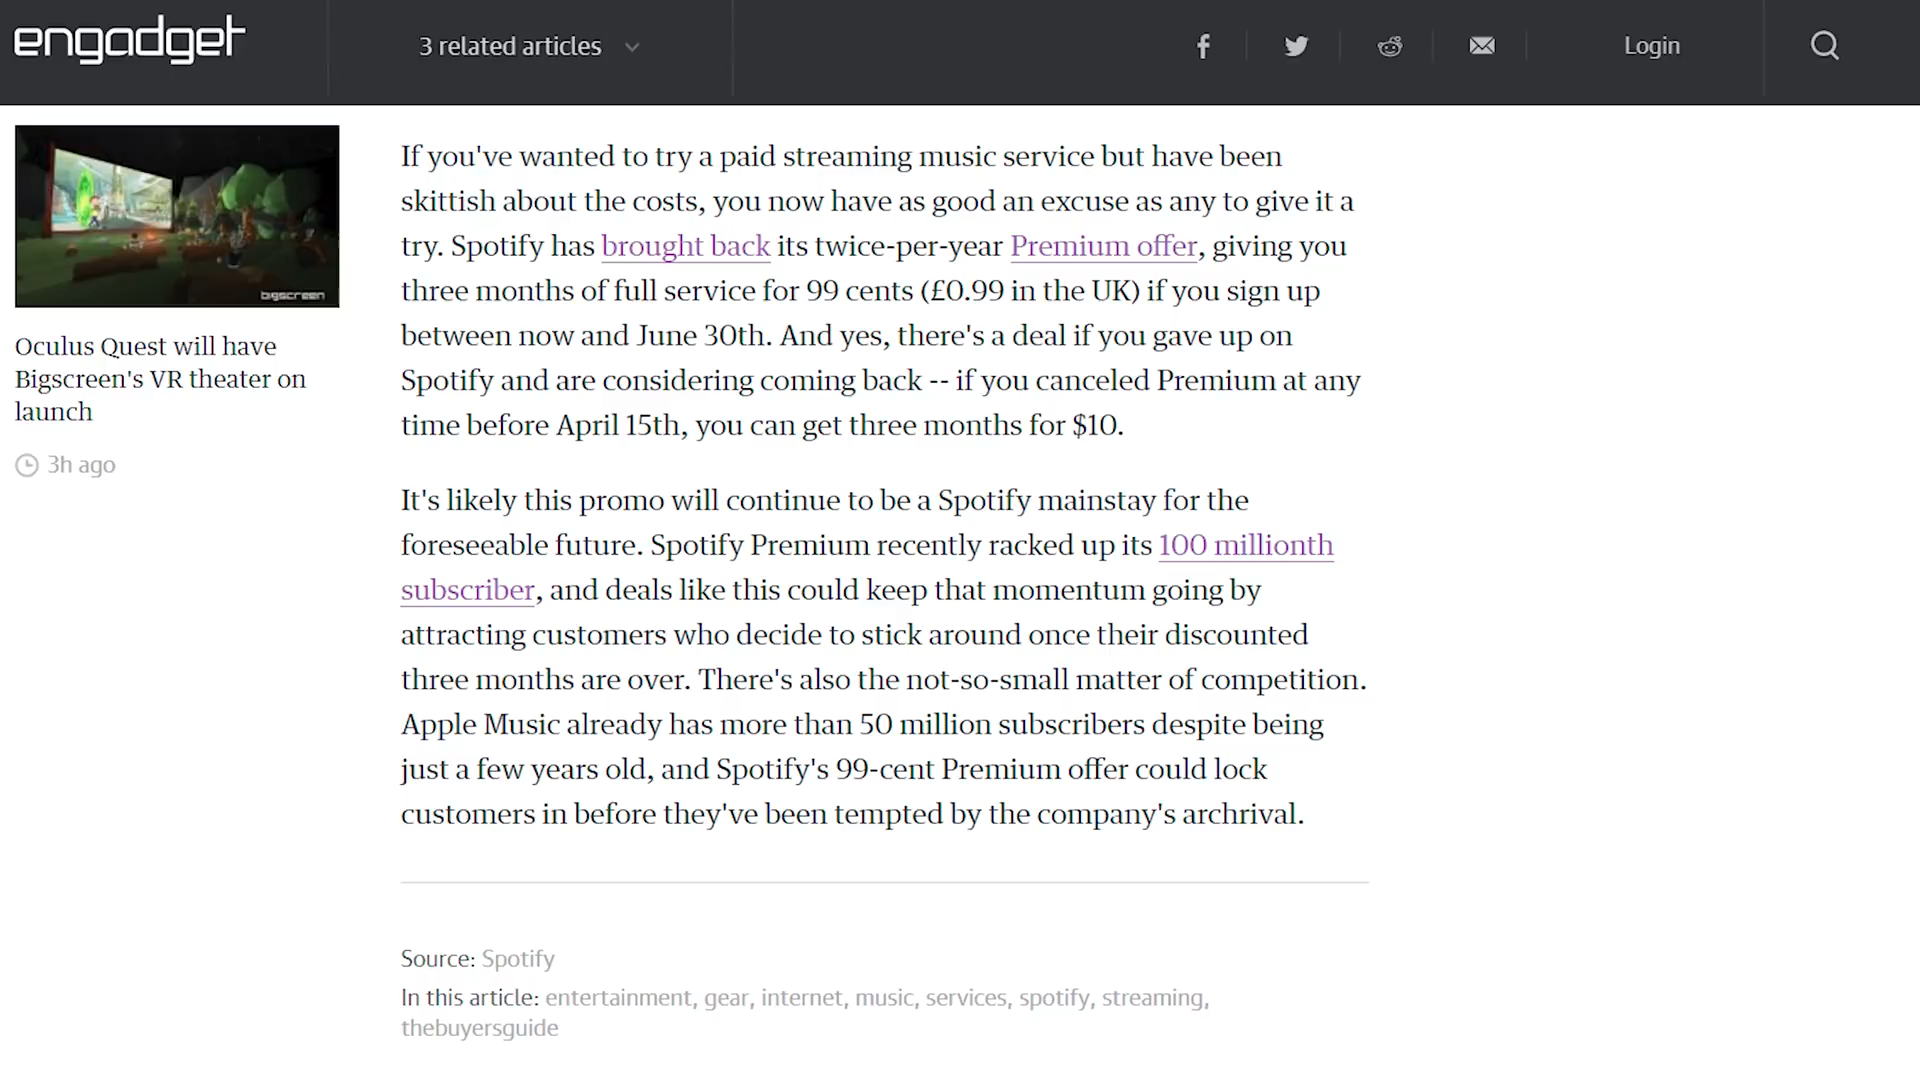 engadget
3 related articles
Login
bigscreen
Oculus Quest will have
Bigscreen's VR theater on
launch
3h ago
If you've wanted to try a paid streaming music service but have been
skittish about the costs, you now have as good an excuse as any to give it a
try. Spotify has brought back its twice-per-year Premium offer, giving you
three months of full service for 99 cents (£0.99 in the UK) if you sign up
between now and June 30th. And yes, there's a deal if you gave up on
Spotify and are considering coming back -- if you canceled Premium at any
time before April 15th, you can get three months for $10.
It's likely this promo will continue to be a Spotify mainstay for the
foreseeable future. Spotify Premium recently racked up its 100 millionth
subscriber, and deals like this could keep that momentum going by
attracting customers who decide to stick around once their discounted
three months are over. There's also the not-so-small matter of competition.
Apple Music already has more than 50 million subscribers despite being
just a few years old, and Spotify's 99-cent Premium offer could lock
customers in before they've been tempted by the company's archrival.
Source: Spotify
In this article: entertainment, gear, internet, music, services, spotify, streaming,
thebuyersguide